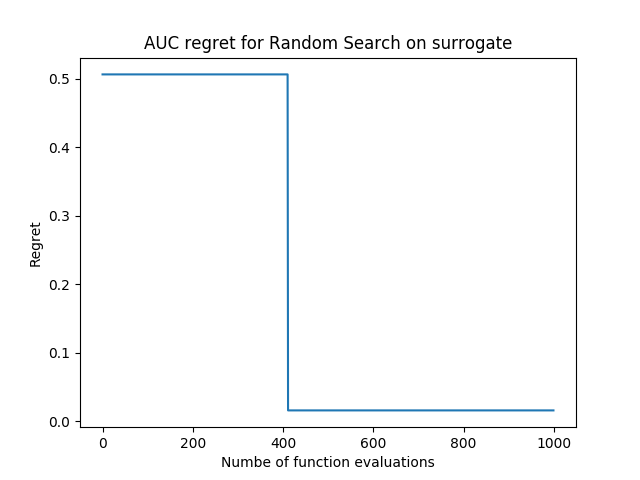 AUC regret for Random Search on surrogate
0.5
0.4
0.3
0.2
0.1
0.0
Regret
0 200 400 600 800 1000
Numbe of function evaluations